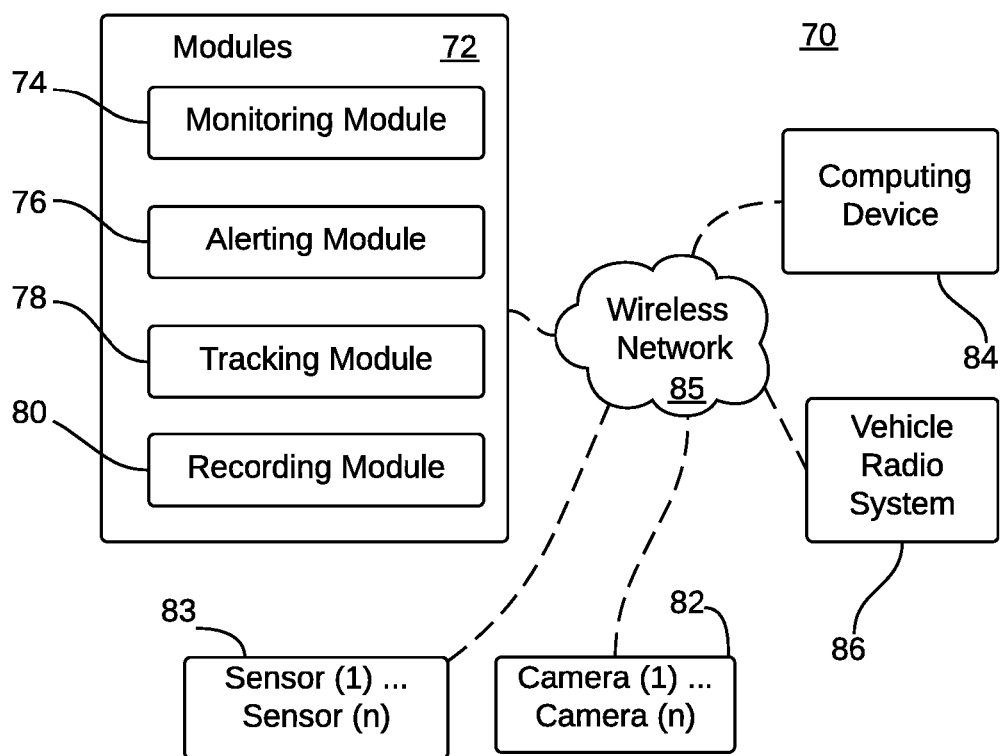 Modules 72
70
74
Monitoring Module
76
Alerting Module
78
Tracking Module
80
Recording Module
Computing
Device
84
Wireless
Network
85
Vehicle
Radio
System
86
83
Sensor (1) ...
Sensor (n)
82
Camera (1) ...
Camera (n)